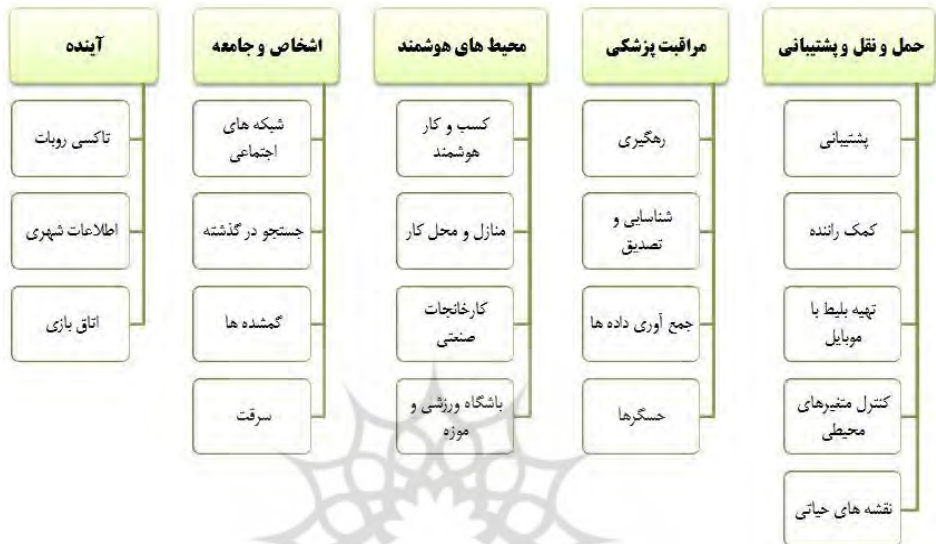 حمل و نقل و پشتیبانی
پشتیبانی
کمک راننده
تهیه بلیط با
موبایل
کنترل متغیرهای
محیطی
نقشه های حیاتی
مراقبت پزشکی
رهگیری
شناسایی و
تصدیق
جمع آوری داده ها
حسگرها
محیط های هوشمند
کسب و کار
هوشمند
منازل و محل کار
کارخانجات
صنعتی
باشگاه ورزشی و
موزه
اشخاص و جامعه
شبکه های
اجتماعی
جستجو در گذشته
گمشده ها
سرقت
آینده
تاکسی روبات
اطلاعات شهری
اتاق بازی